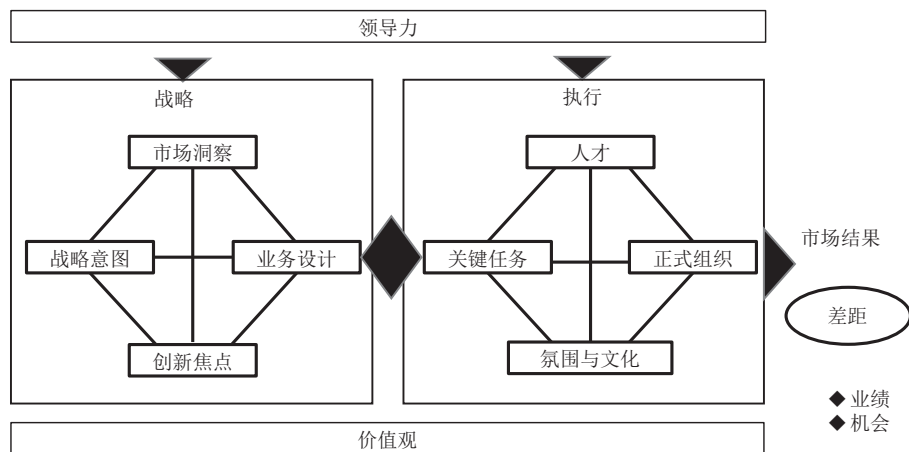 领导力
战略
执行
市场洞察
人才
战略意图
业务设计
关键任务
正式组织
市场结果
差距
创新焦点
氛围与文化
业绩
机会
价值观